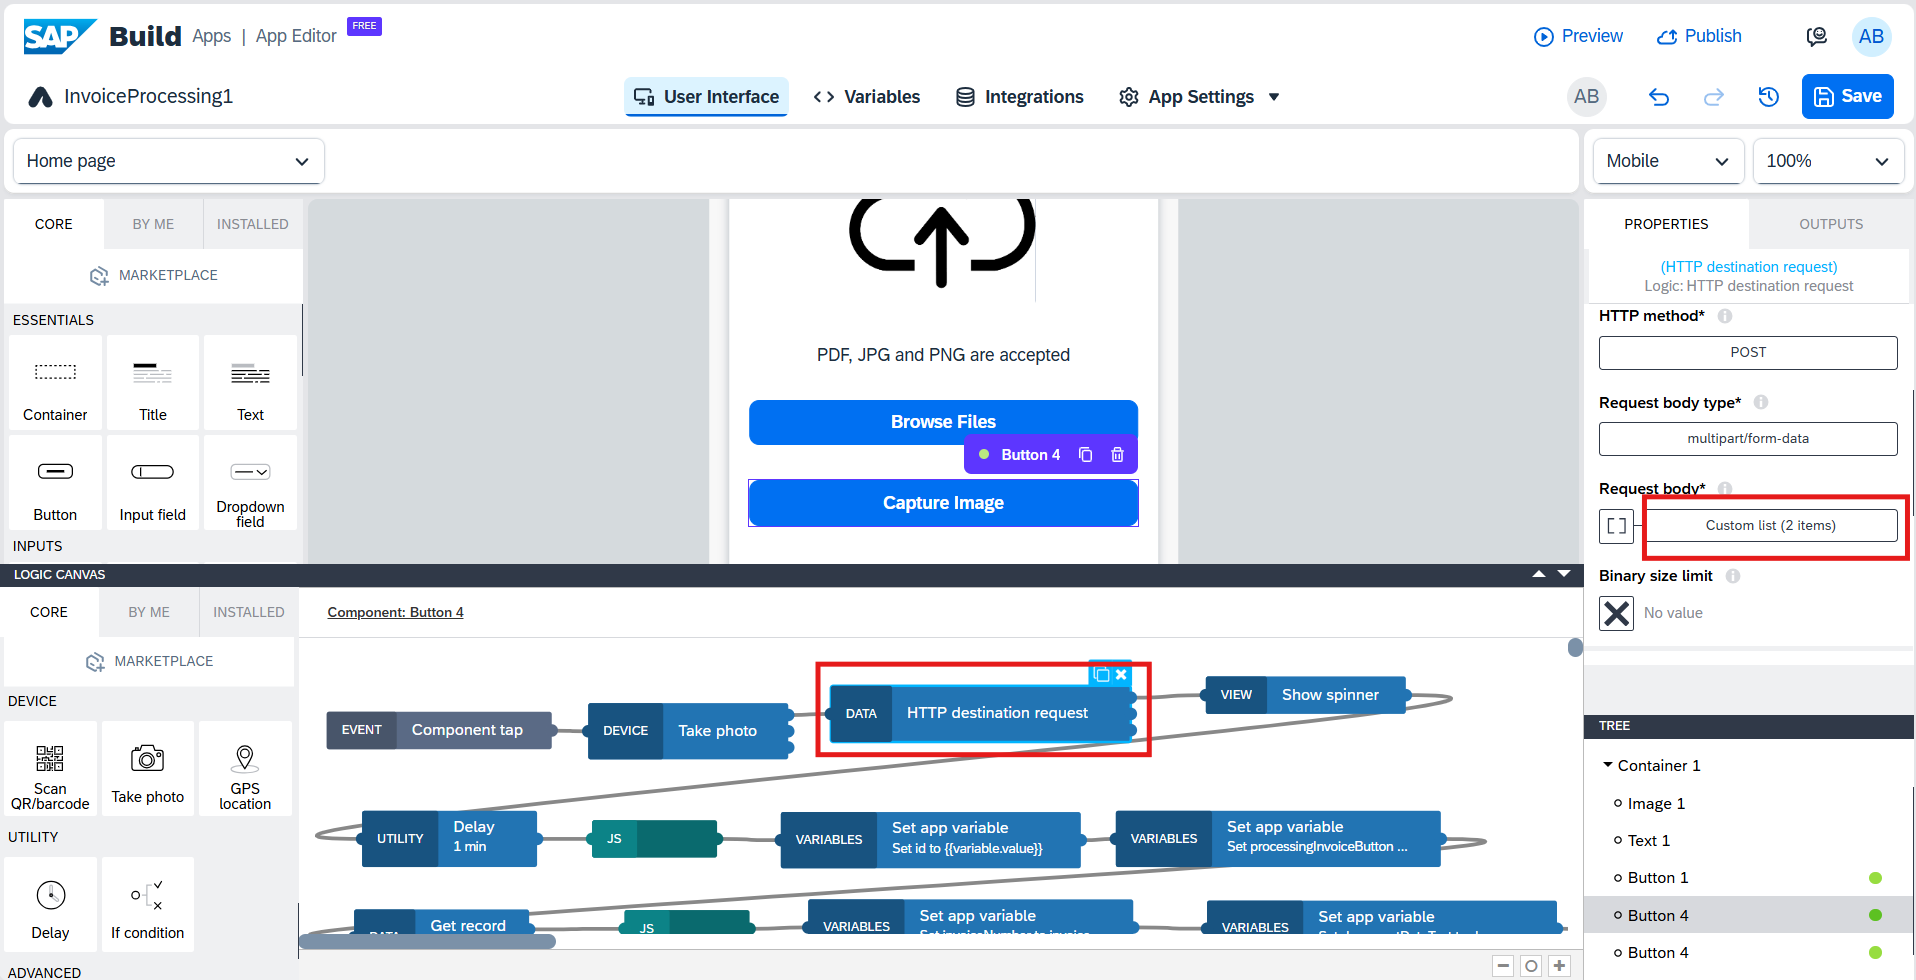 SAP Build Apps | App Editor FREE
Preview
Publish
AB
InvoiceProcessing1
User Interface
Variables
Integrations
App Settings
AB
Save
Home page
Mobile
100%
CORE
BY ME
INSTALLED
MARKETPLACE
ESSENTIALS
Container
Title
Text
Button
Input field
Dropdown
field
INPUTS
PDF, JPG and PNG are accepted
Browse Files
Button 4
Capture Image
PROPERTIES
OUTPUTS
(HTTP destination request)
Logic: HTTP destination request
HTTP method*
POST
Request body type*
multipart/form-data
Request body*
Custom list (2 items)
Binary size limit
No value
LOGIC CANVAS
CORE
BY ME
INSTALLED
MARKETPLACE
DEVICE
Scan
QR/barcode
Take photo
GPS
location
UTILITY
Delay
If condition
ADVANCED
Component: Button 4
EVENT Component tap
DEVICE Take photo
DATA HTTP destination request
VIEW Show spinner
UTILITY Delay
1 min
JS
VARIABLES Set app variable
Set id to {{variable.value}}
VARIABLES Set app variable
Set processingInvoiceButton ...
Get record
JS
VARIABLES Set app variable
VARIABLES Set app variable
TREE
Container 1
Image 1
Text 1
Button 1
Button 4
Button 4